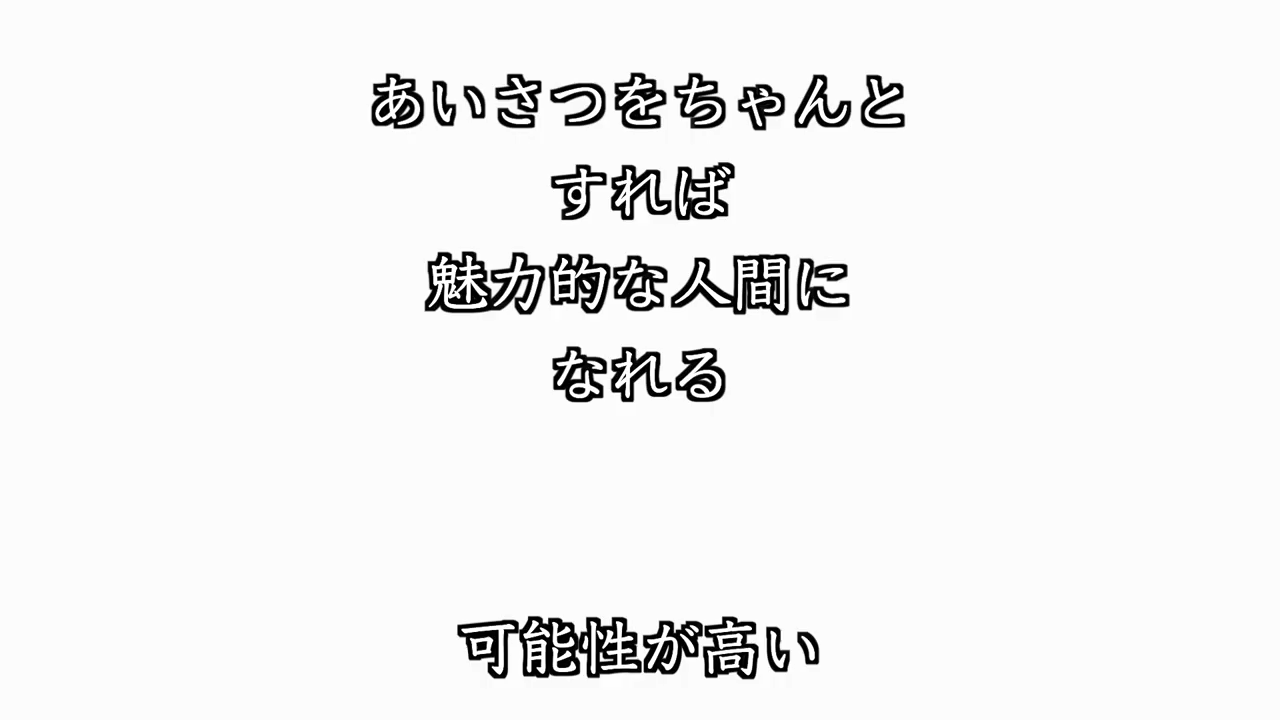 あいさつをちゃんと
すれば
魅力的な人間に
なれる
可能性が高い